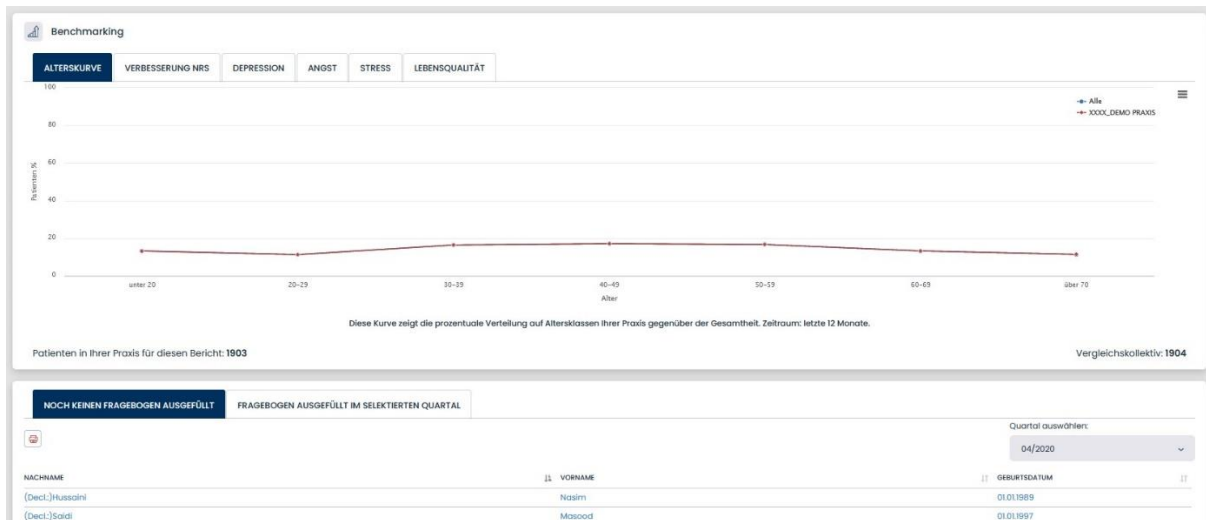 Benchmarking
ALTERSKURVE VERBESSERUNG NRS DEPRESSION ANGST STRESS LEBENSQUALITÄT
100
Alle
XXXX_DEMO PRAXIS
80
60
40
20
0
Patienten %
unter 20 20-29 30-39 40-49 50-59 60-69 über 70
Alter
Diese Kurve zeigt die prozentuale Verteilung auf Altersklassen Ihrer Praxis gegenüber der Gesamtheit. Zeitraum: letzte 12 Monate.
Patienten in Ihrer Praxis für diesen Bericht: 1903 Vergleichskollektiv: 1904
NOCH KEINEN FRAGEBOGEN AUSGEFÜLLT FRAGEBOGEN AUSGEFÜLLT IM SELEKTIERTEN QUARTAL
Quartal auswählen:
04/2020
NACHNAME VORNAME GEBURTSDATUM
(Decl.:)Hussaini Nasim 01.01.1989
(Decl.:)Saidi Masood 01.01.1997